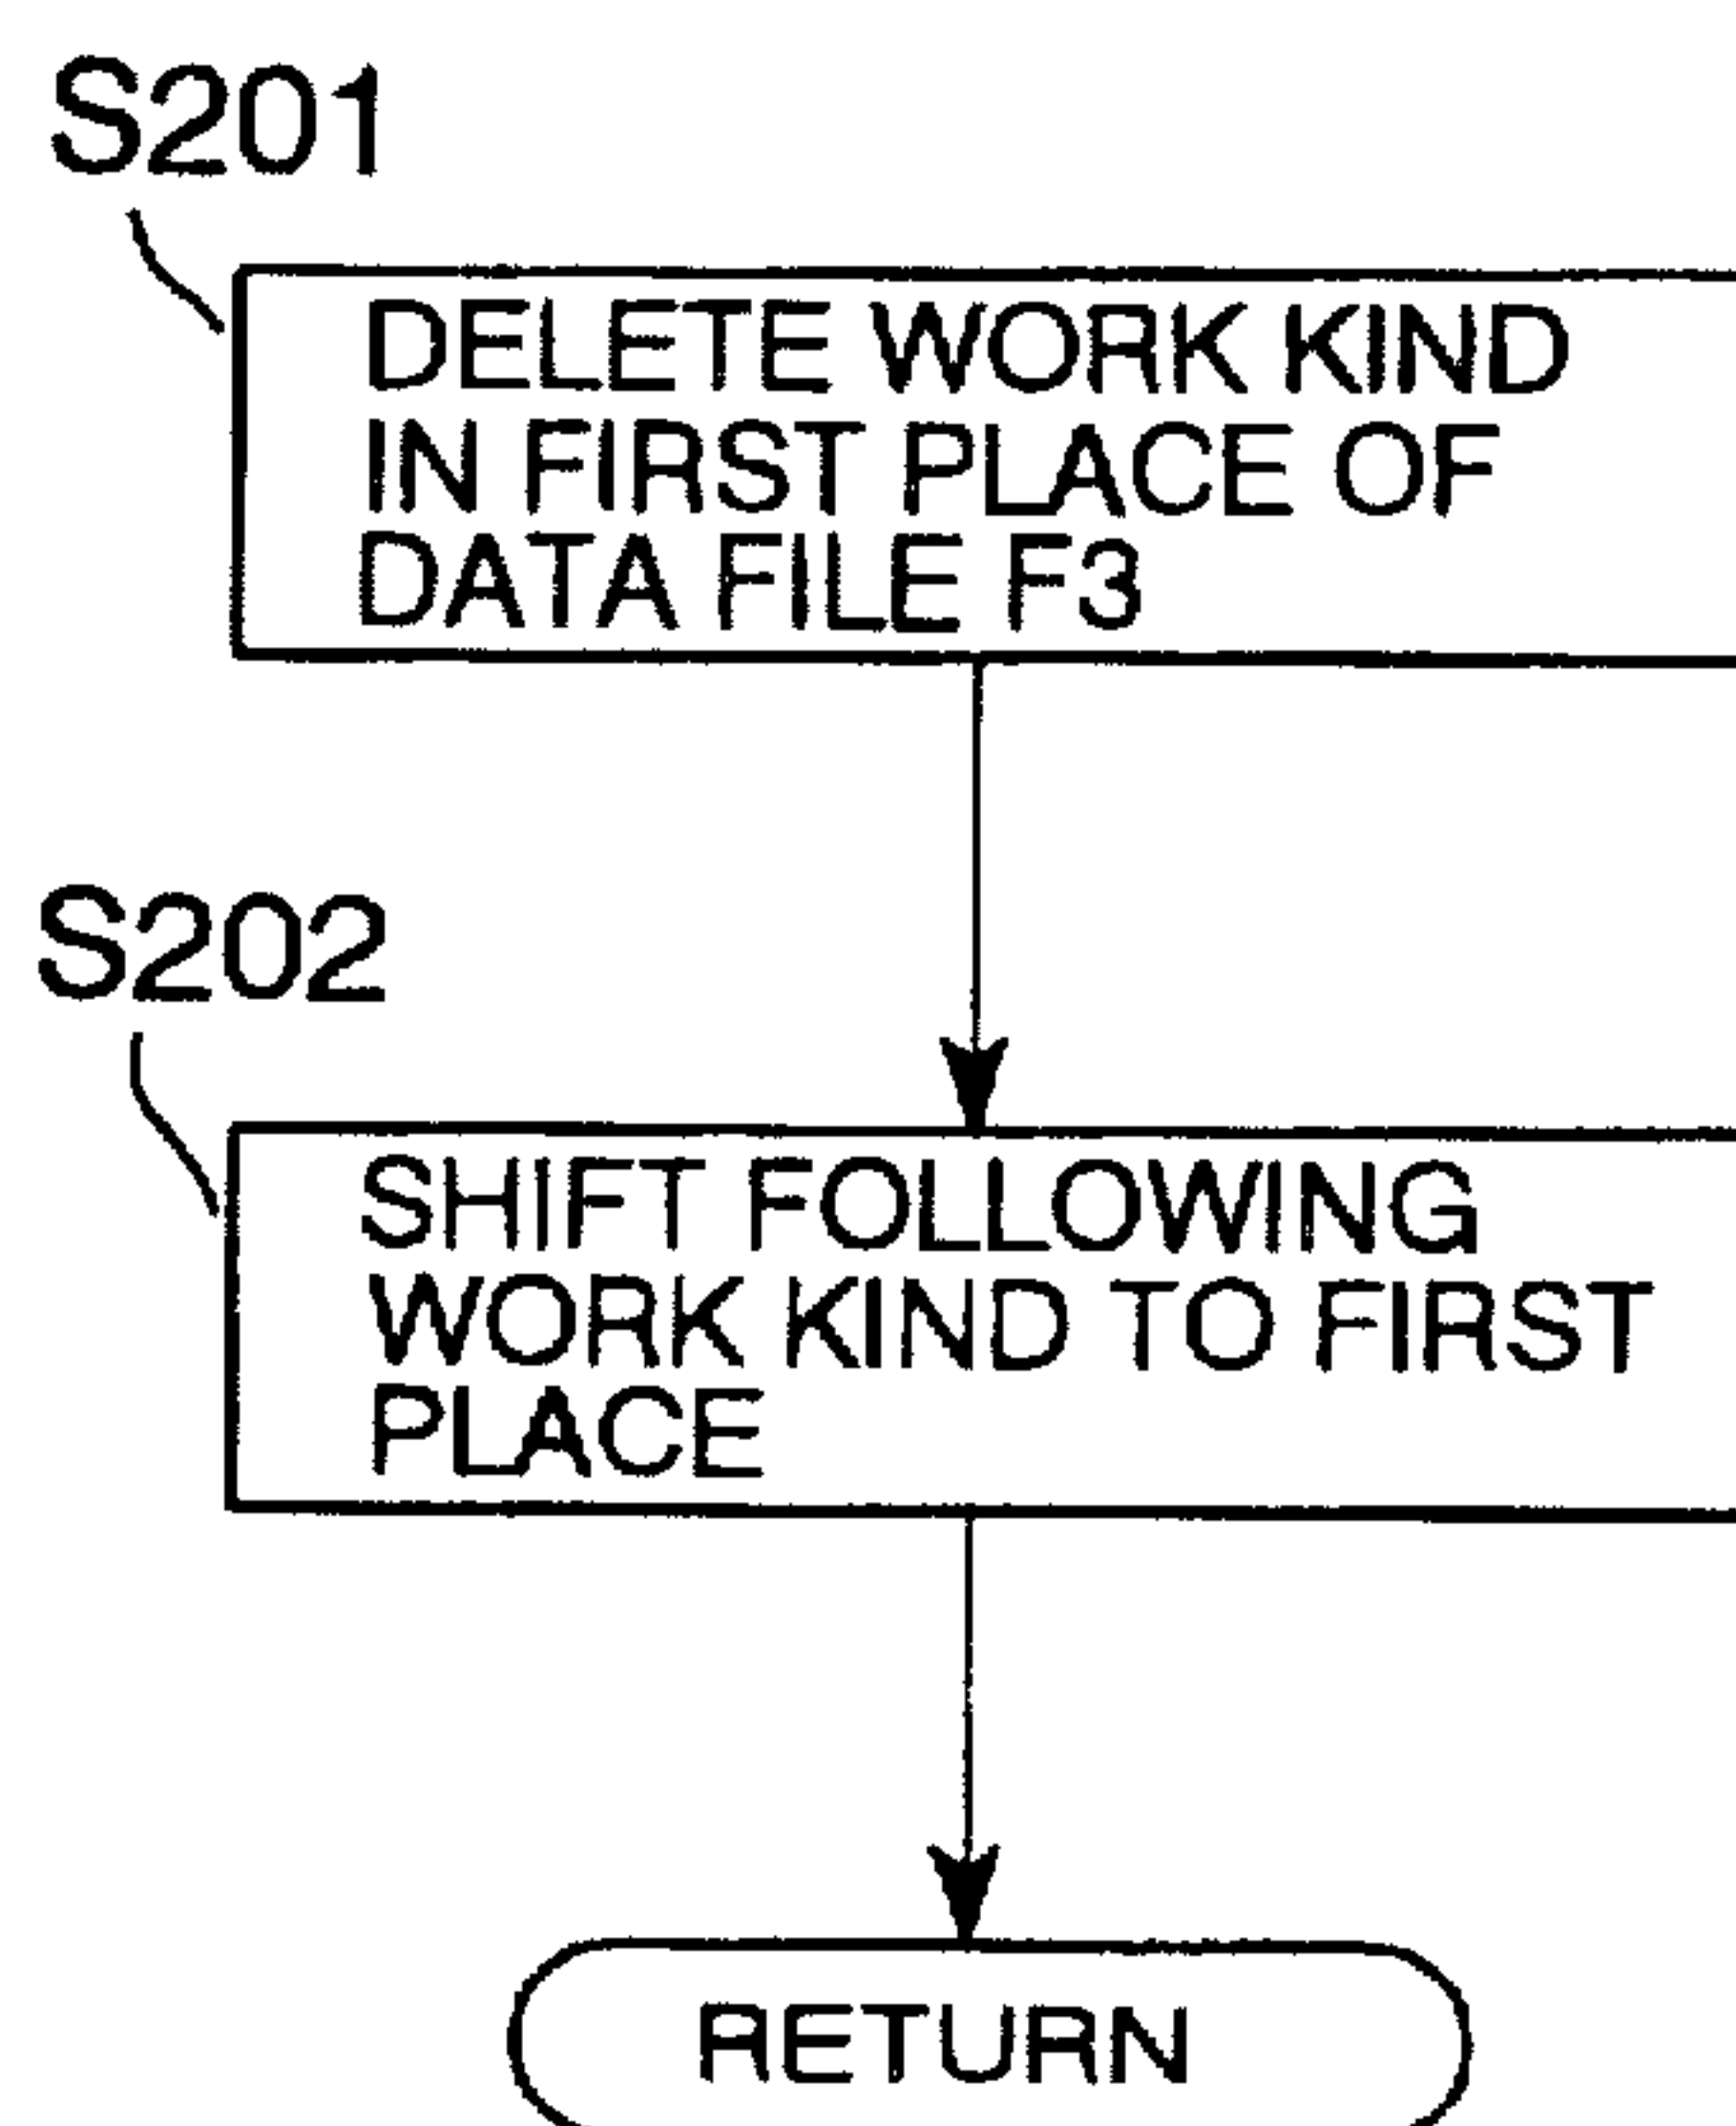 S201
DELETE WORK KIND
IN FIRST PLACE OF
DATA FILE F3
S202
SHIFT FOLLOWING
WORK KIND TO FIRST
PLACE
RETURN